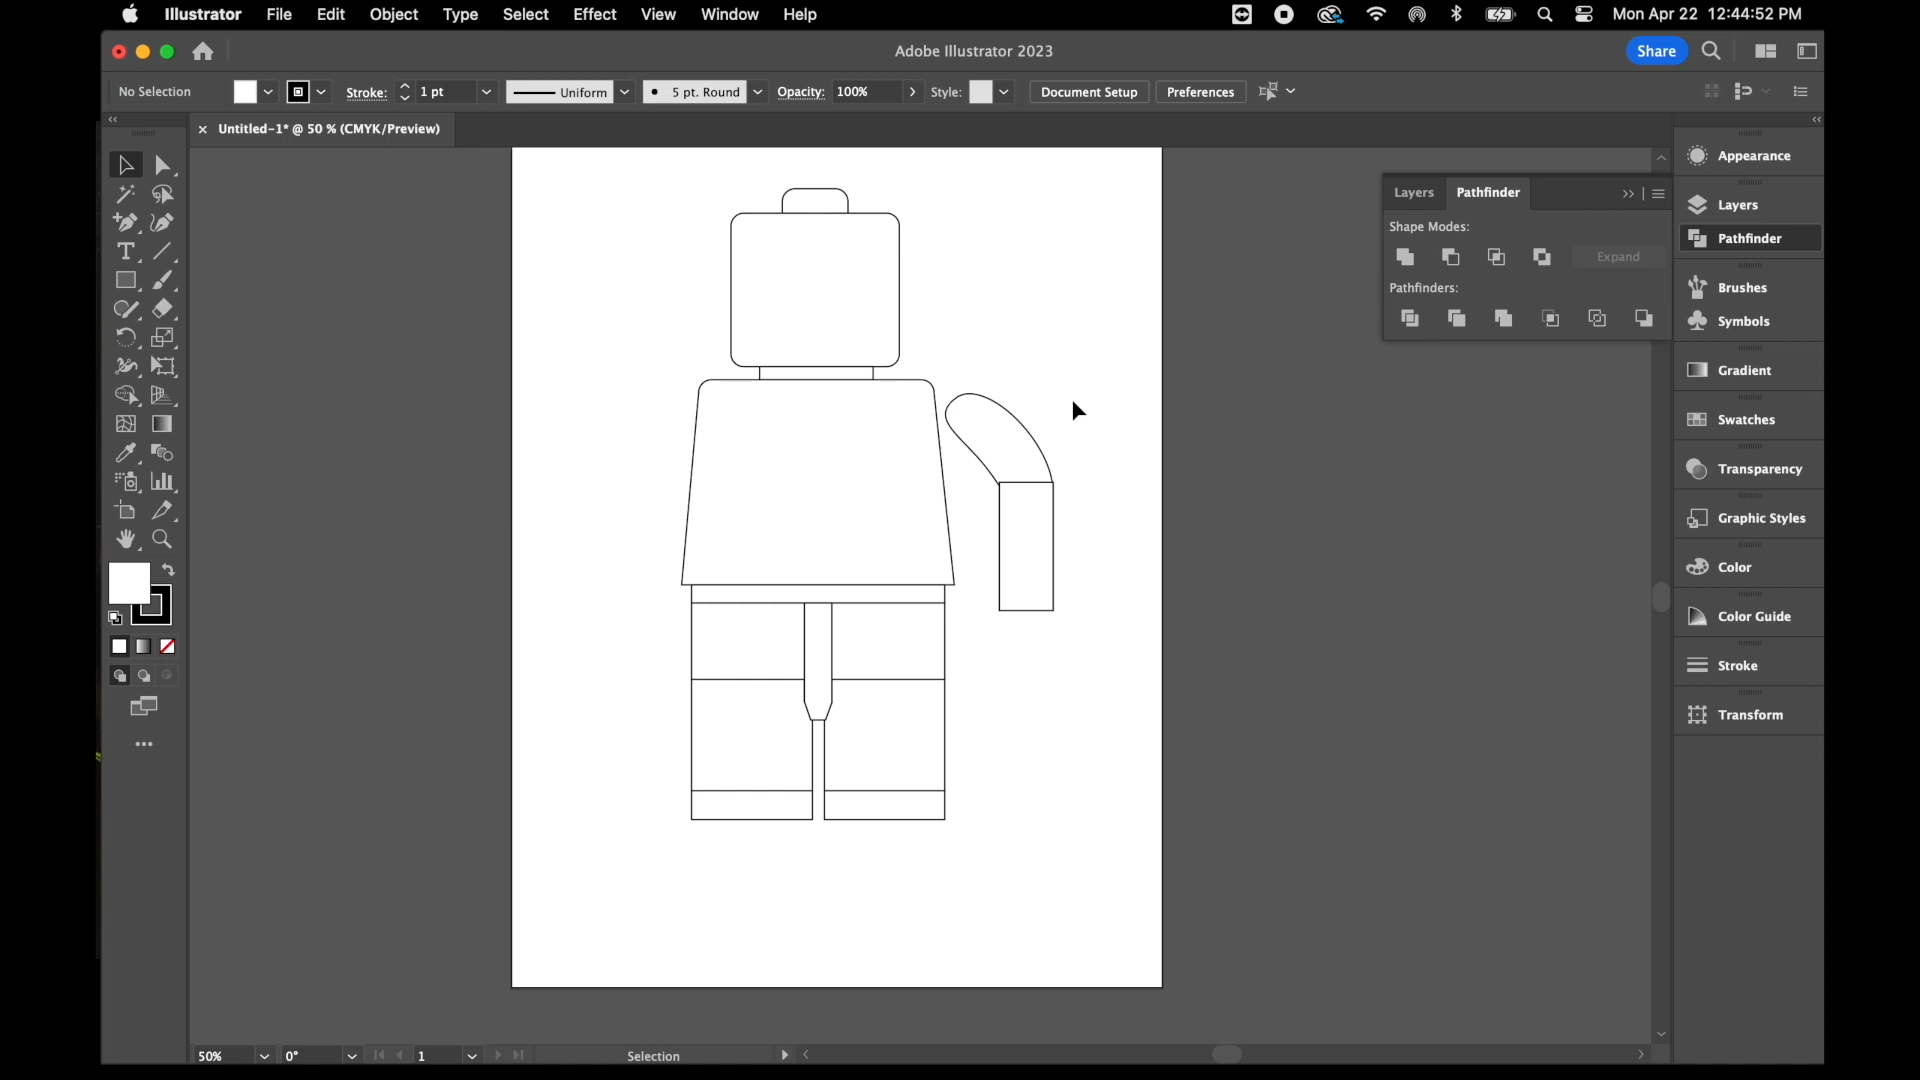 Illustrator File Edit Object Type Select Effect View Window Help Mon Apr 22 12:44:52 PM
Adobe Illustrator 2023 Share
No Selection Stroke: 1 pt Uniform 5 pt. Round Opacity: 100% Style: Document Setup Preferences
Untitled-1* @ 50 % (CMYK/Preview)
Appearance
Layers Pathfinder
Layers
Shape Modes:
Pathfinder
Expand
Pathfinders:
Brushes
Symbols
Gradient
Swatches
Transparency
Graphic Styles
Color
Color Guide
Stroke
Transform
50% 0° 1 Selection